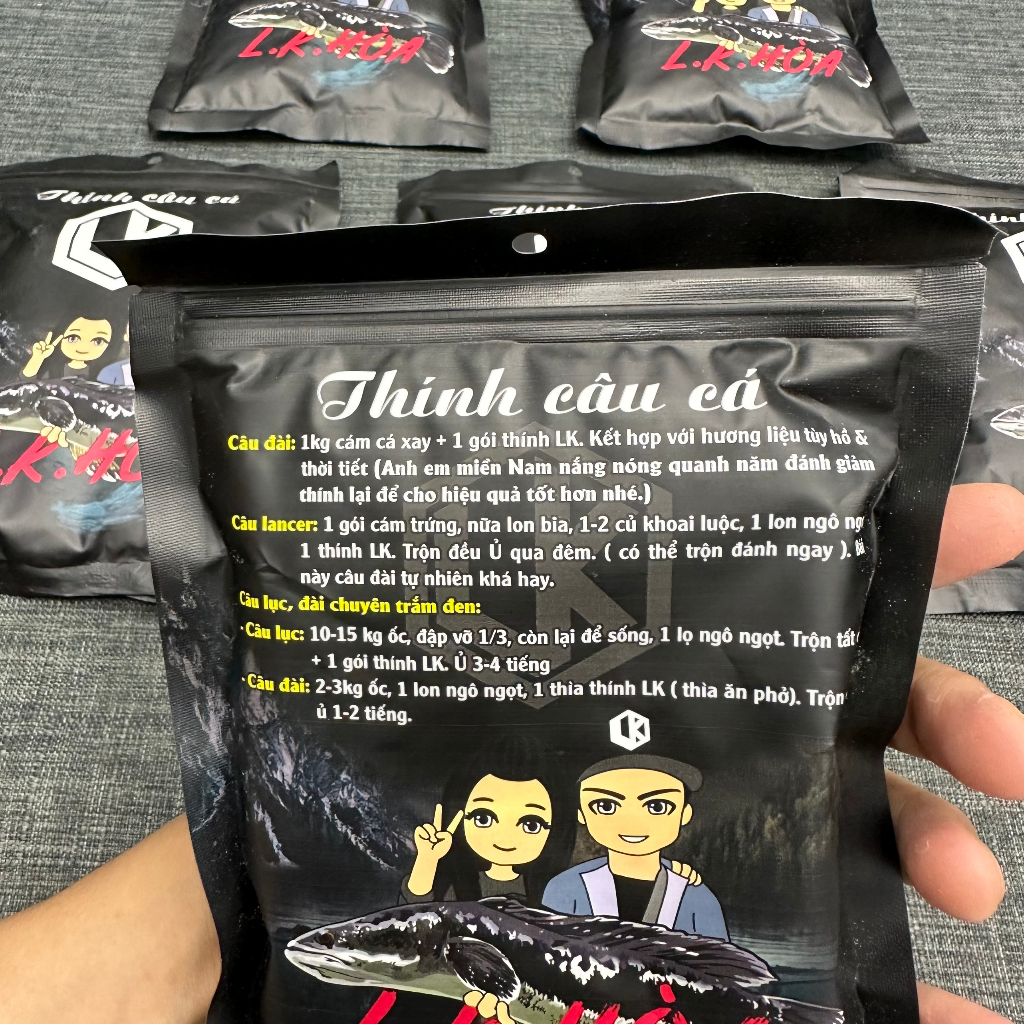 L.K.HÒA
L.K.HÒA
Thính câu cá
LK
Thính câu cá
Câu đài: 1kg cám cá xay + 1 gói thính LK. Kết hợp với hương liệu tùy hồ &
thời tiết (Anh em miền Nam nắng nóng quanh năm đánh giảm
thính lại để cho hiệu quả tốt hơn nhé.)
Câu lancer: 1 gói cám trứng, nữa lon bia, 1-2 củ khoai luộc, 1 lon ngô
1 thính LK. Trộn đều Ủ qua đêm. ( có thể trộn đánh ngay ).
này câu đài tự nhiên khá hay.
Câu lục, đài chuyên trắm đen:
· Câu lục: 10-15 kg ốc, đập vỡ 1/3, còn lại để sống, 1 lọ ngô ngọt. Trộn tất
+ 1 gói thính LK. Ủ 3-4 tiếng
· Câu đài: 2-3kg ốc, 1 lon ngô ngọt, 1 thìa thính LK ( thìa ăn phở). Trộn
ủ 1-2 tiếng.
LK